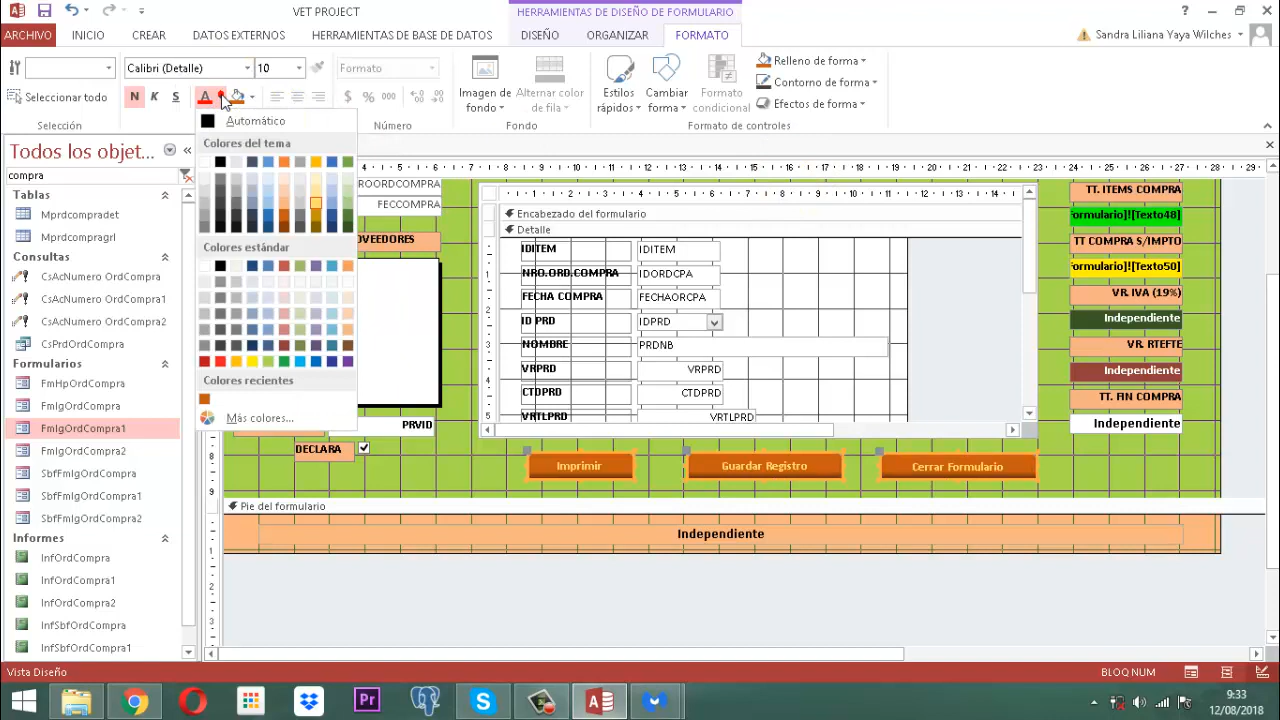 VET PROJECT
HERRAMIENTAS DE DISEÑO DE FORMULARIO
ARCHIVO
INICIO
CREAR
DATOS EXTERNOS
HERRAMIENTAS DE BASE DE DATOS
DISEÑO
ORGANIZAR
FORMATO
Sandra Liliana Yaya Wilches
Calibri (Detalle)
10
Formato
Relleno de forma
Seleccionar todo
N K S A
$ % 000
Imagen de fondo
Alternar color de fila
Estilos rápidos
Cambiar forma
Formato condicional
Contorno de forma
Efectos de forma
Selección
Número
Fondo
Formato de controles
Automático
Colores del tema
Colores estándar
Colores recientes
Más colores...
Todos los objet...
compra
Tablas
Mprdcompradet
Mprdcompragrl
Consultas
CsAcNumero OrdCompra
CsAcNumero OrdCompra1
CsAcNumero OrdCompra2
CsPrdOrdCompra
Formularios
FmHpOrdCompra
FmIgOrdCompra
FmIgOrdCompra1
FmIgOrdCompra2
SbfFmIgOrdCompra
SbfFmIgOrdCompra1
SbfFmIgOrdCompra2
Informes
InfOrdCompra
InfOrdCompra1
InfOrdCompra2
InfSbfOrdCompra
InfSbfOrdCompra1
ROORDCOMPRA
FECCOMPRA
OVEEDORES
PRVID
DECLARA
Encabezado del formulario
Detalle
IDITEM IDITEM
NRO.ORD.COMPRA IDORDCPA
FECHA COMPRA FECHAORCPA
ID PRD IDPRD
NOMBRE PRDNB
VRPRD VRPRD
CTDPRD CTDPRD
VRTLPRD VRTLPRD
TT. ITEMS COMPRA
Formulario]![Texto48]
TT COMPRA S/IMPTO
Formulario]![Texto50]
VR. IVA (19%)
Independiente
VR. RTEFTE
Independiente
TT. FIN COMPRA
Independiente
Imprimir
Guardar Registro
Cerrar Formulario
Pie del formulario
Independiente
Vista Diseño
BLOQ NUM
9:33
12/08/2018